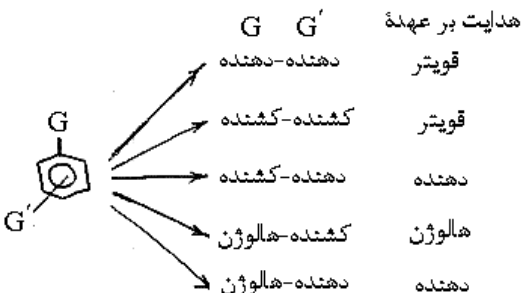 G G′ هدایت بر عهدهٔ
دهنده-دهنده قویتر
کشنده-کشنده قویتر
G
دهنده-کشنده دهنده
G′
کشنده-هالوژن هالوژن
دهنده-هالوژن دهنده